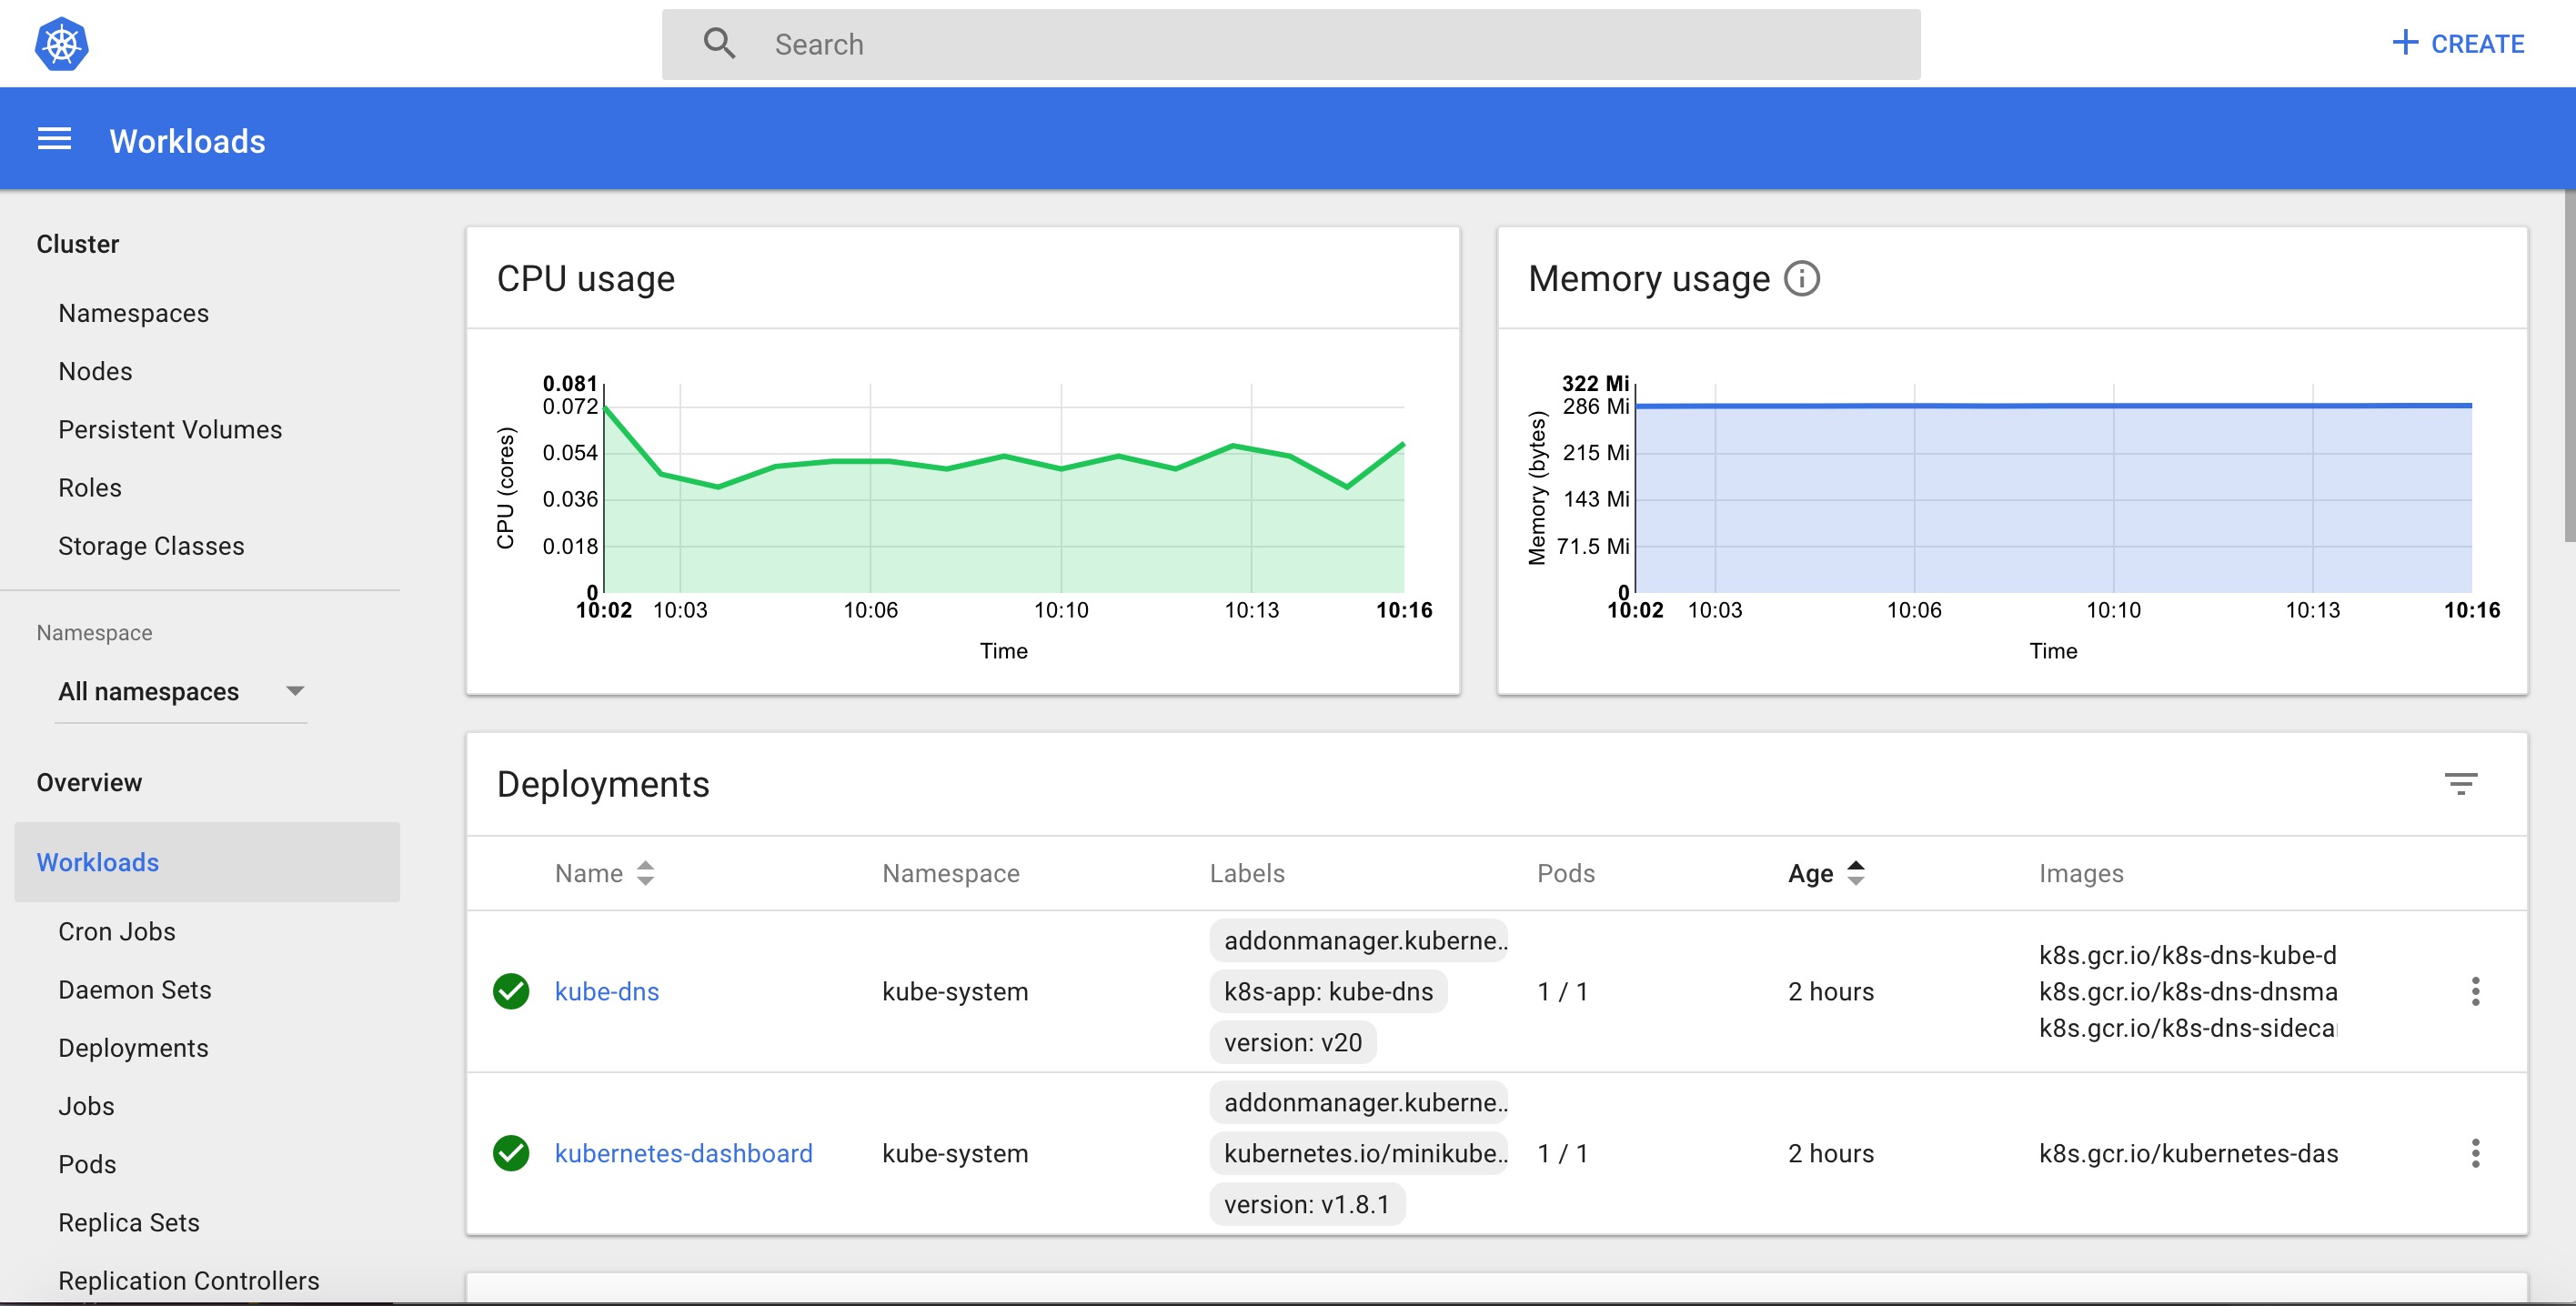 Search
CREATE
Workloads
Cluster
Namespaces
Nodes
Persistent Volumes
Roles
Storage Classes
Namespace
All namespaces
Overview
Workloads
Cron Jobs
Daemon Sets
Deployments
Jobs
Pods
Replica Sets
Replication Controllers
CPU usage
CPU (cores)
0.081
0.072
0.054
0.036
0.018
0
10:02 10:03 10:06 10:10 10:13 10:16
Time
Memory usage
Memory (bytes)
322 Mi
286 Mi
215 Mi
143 Mi
71.5 Mi
0
10:02 10:03 10:06 10:10 10:13 10:16
Time
Deployments
Name Namespace Labels Pods Age Images
kube-dns kube-system
addonmanager.kuberne..
k8s-app: kube-dns
version: v20
1 / 1 2 hours
k8s.gcr.io/k8s-dns-kube-d
k8s.gcr.io/k8s-dns-dnsma
k8s.gcr.io/k8s-dns-sideca
kubernetes-dashboard kube-system
addonmanager.kuberne..
kubernetes.io/minikube..
version: v1.8.1
1 / 1 2 hours k8s.gcr.io/kubernetes-das